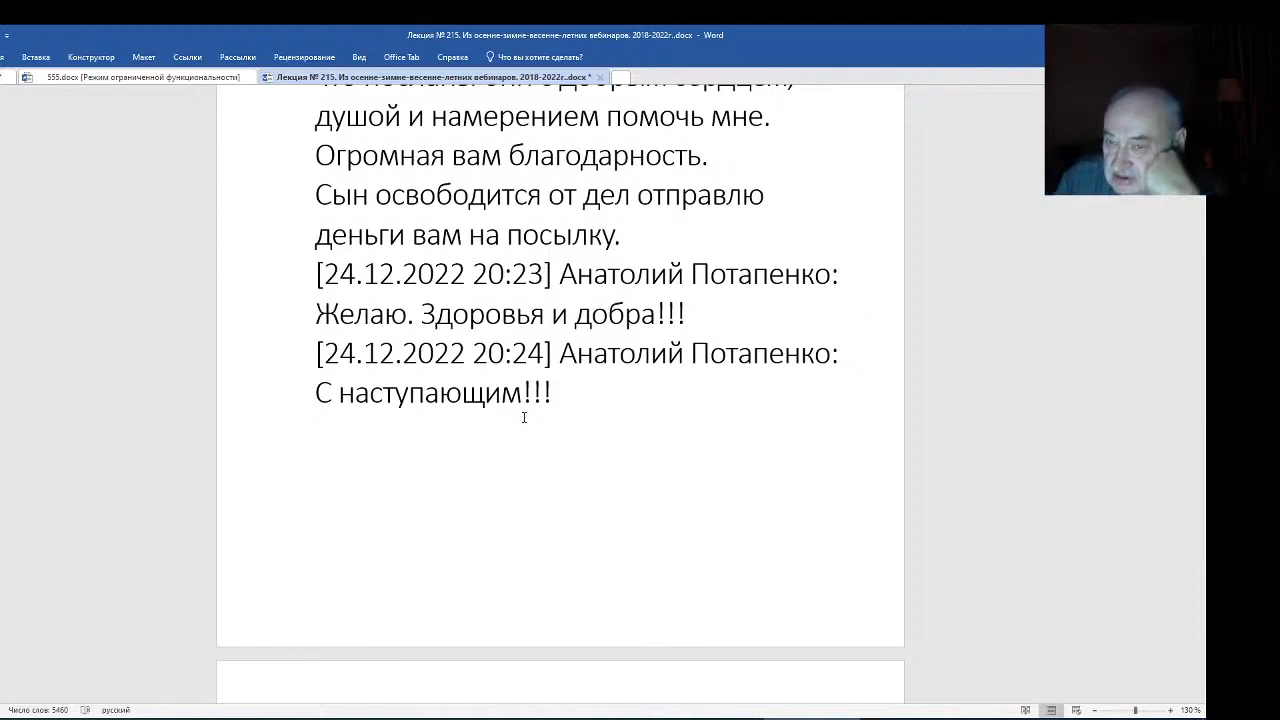 Лекция № 215. Из осенне-зимне-весенне-летних вебинаров. 2018-2022г..docx - Word
Вставка Конструктор Макет Ссылки Рассылки Рецензирование Вид Office Tab Справка Что вы хотите сделать?
555.docx [Режим ограниченной функциональности] Лекция № 215. Из осенне-зимне-весенне-летних вебинаров. 2018-2022г..docx *
душой и намерением помочь мне.
Огромная вам благодарность.
Сын освободится от дел отправлю
деньги вам на посылку.
[24.12.2022 20:23] Анатолий Потапенко:
Желаю. Здоровья и добра!!!
[24.12.2022 20:24] Анатолий Потапенко:
С наступающим!!!
Число слов: 5460 русский 130 %